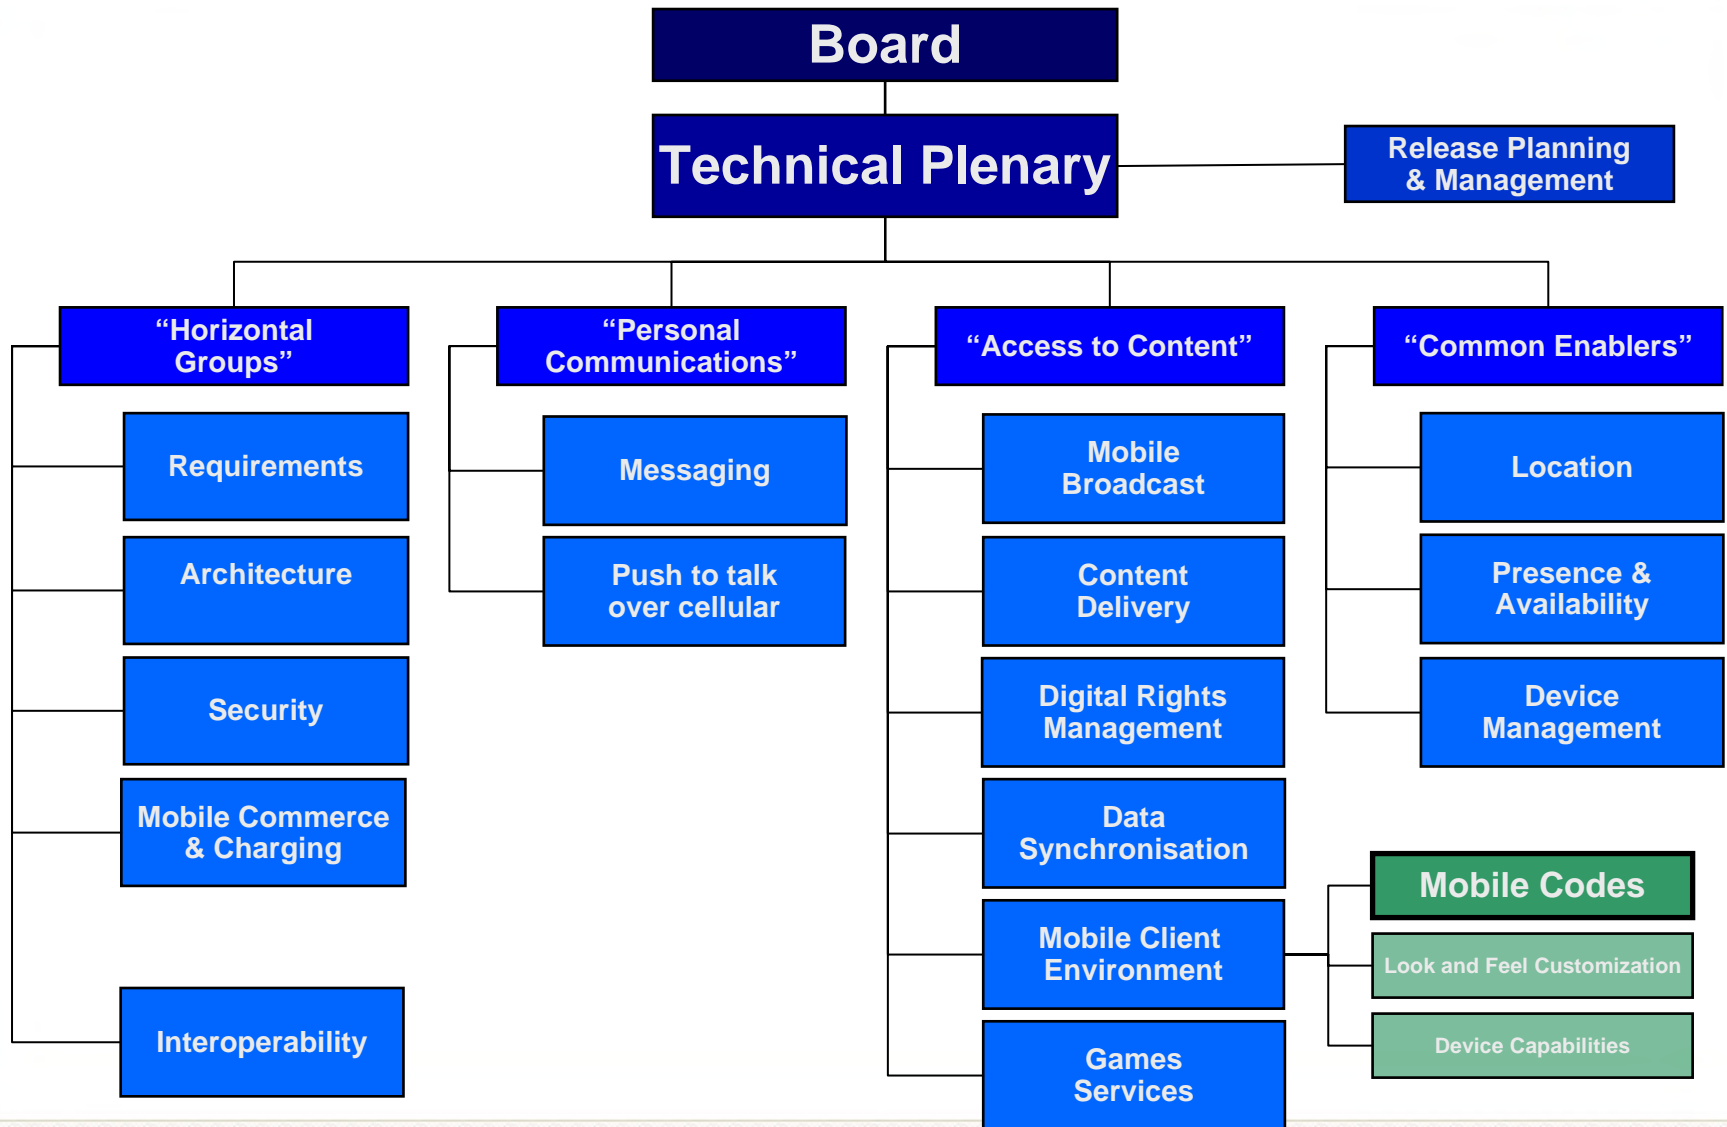 Board
Technical Plenary
Release Planning
& Management
“Horizontal
Groups”
Requirements
Architecture
Security
Mobile Commerce
& Charging
Interoperability
“Personal
Communications”
Messaging
Push to talk
over cellular
“Access to Content”
Mobile
Broadcast
Content
Delivery
Digital Rights
Management
Data
Synchronisation
Mobile Client
Environment
Games
Services
“Common Enablers”
Location
Presence &
Availability
Device
Management
Mobile Codes
Look and Feel Customization
Device Capabilities